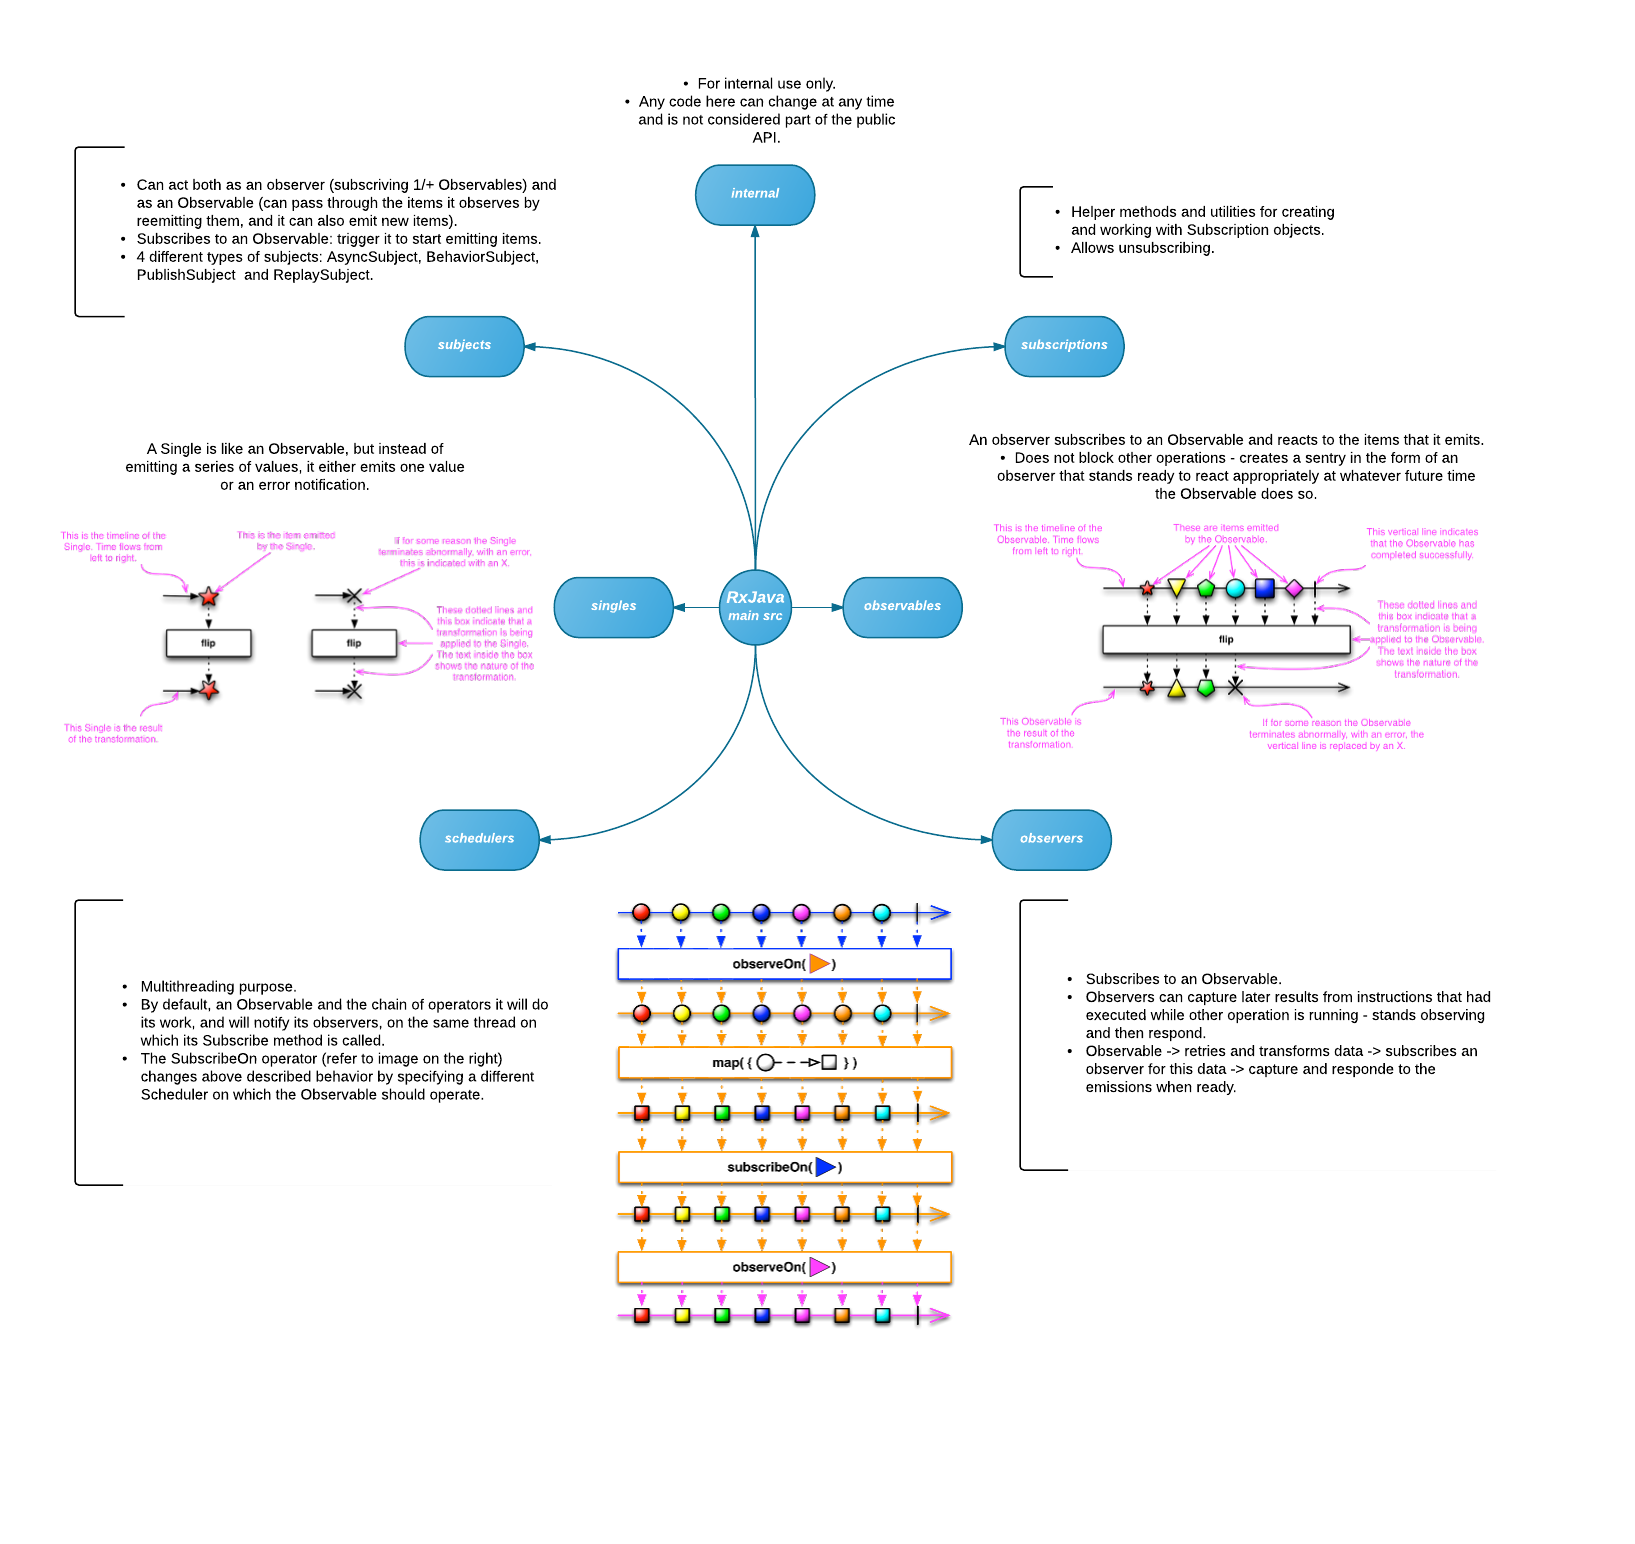 • For internal use only.
• Any code here can change at any time
and is not considered part of the public
API.
internal
• Can act both as an observer (subscriving 1/+ Observables) and
as an Observable (can pass through the items it observes by
reemitting them, and it can also emit new items).
• Subscribes to an Observable: trigger it to start emitting items.
• 4 different types of subjects: AsyncSubject, BehaviorSubject,
PublishSubject and ReplaySubject.
• Helper methods and utilities for creating
and working with Subscription objects.
• Allows unsubscribing.
subjects
subscriptions
A Single is like an Observable, but instead of
emitting a series of values, it either emits one value
or an error notification.
This is the timeline of the
Single. Time flows from
left to right.
This is the item emitted
by the Single.
If for some reason the Single
terminates abnormally, with an error,
this is indicated with an X.
These dotted lines and
this box indicate that a
transformation is being
applied to the Single.
The text inside the box
shows the nature of the
transformation.
flip
flip
This Single is the result
of the transformation.
singles
RxJava
main src
observables
An observer subscribes to an Observable and reacts to the items that it emits.
• Does not block other operations - creates a sentry in the form of an
observer that stands ready to react appropriately at whatever future time
the Observable does so.
This is the timeline of the
Observable. Time flows
from left to right.
These are items emitted
by the Observable.
This vertical line indicates
that the Observable has
completed successfully.
These dotted lines and
this box indicate that a
transformation is being
applied to the Observable.
The text inside the box
shows the nature of the
transformation.
flip
This Observable is
the result of the
transformation.
If for some reason the Observable
terminates abnormally, with an error, the
vertical line is replaced by an X.
schedulers
observers
• Multithreading purpose.
• By default, an Observable and the chain of operators it will do
its work, and will notify its observers, on the same thread on
which its Subscribe method is called.
• The SubscribeOn operator (refer to image on the right)
changes above described behavior by specifying a different
Scheduler on which the Observable should operate.
observeOn( )
map( { } )
subscribeOn( )
observeOn( )
• Subscribes to an Observable.
• Observers can capture later results from instructions that had
executed while other operation is running - stands observing
and then respond.
• Observable -> retries and transforms data -> subscribes an
observer for this data -> capture and responde to the
emissions when ready.